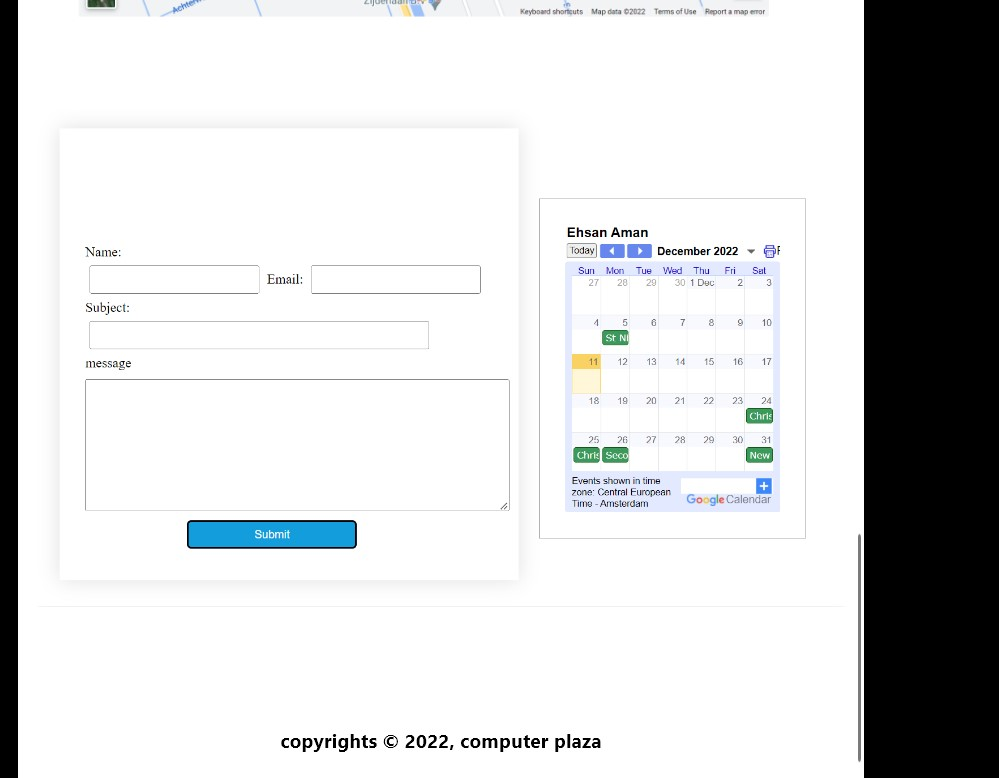 Keyboard shortcuts Map data ©2022 Terms of Use Report a map error
Name:
Email:
Subject:
message
Submit
Ehsan Aman
Today December 2022
Sun Mon Tue Wed Thu Fri Sat
27 28 29 30 1 Dec 2 3
4 5 6 7 8 9 10
St Ni
11 12 13 14 15 16 17
18 19 20 21 22 23 24
Chris
25 26 27 28 29 30 31
Chris Seco New
Events shown in time
zone: Central European
Time - Amsterdam
Google Calendar
copyrights © 2022, computer plaza